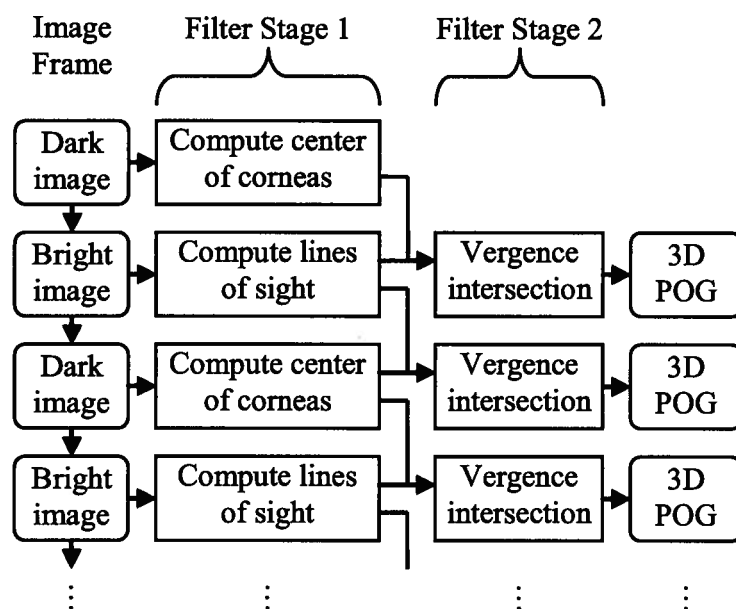 Image
Frame
Filter Stage 1
Filter Stage 2
Dark
image
Compute center
of corneas
Bright
image
Compute lines
of sight
Vergence
intersection
3D
POG
Dark
image
Compute center
of corneas
Vergence
intersection
3D
POG
Bright
image
Compute lines
of sight
Vergence
intersection
3D
POG